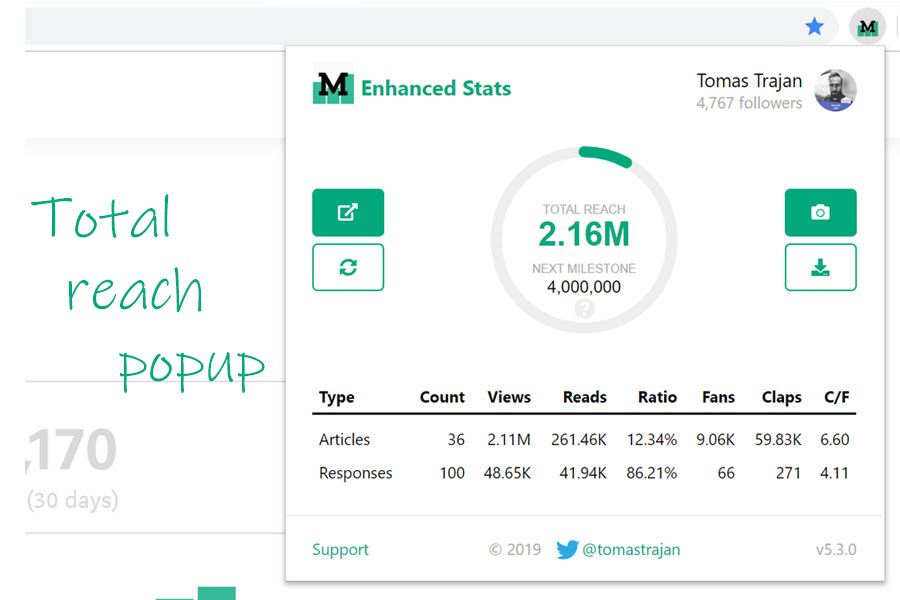 M
M Enhanced Stats
Tomas Trajan
4,767 followers
Total
reach
popup
TOTAL REACH
2.16M
NEXT MILESTONE
4,000,000
?
Type Count Views Reads Ratio Fans Claps C/F
Articles 36 2.11M 261.46K 12.34% 9.06K 59.83K 6.60
Responses 100 48.65K 41.94K 86.21% 66 271 4.11
,170
(30 days)
Support © 2019 @tomastrajan v5.3.0